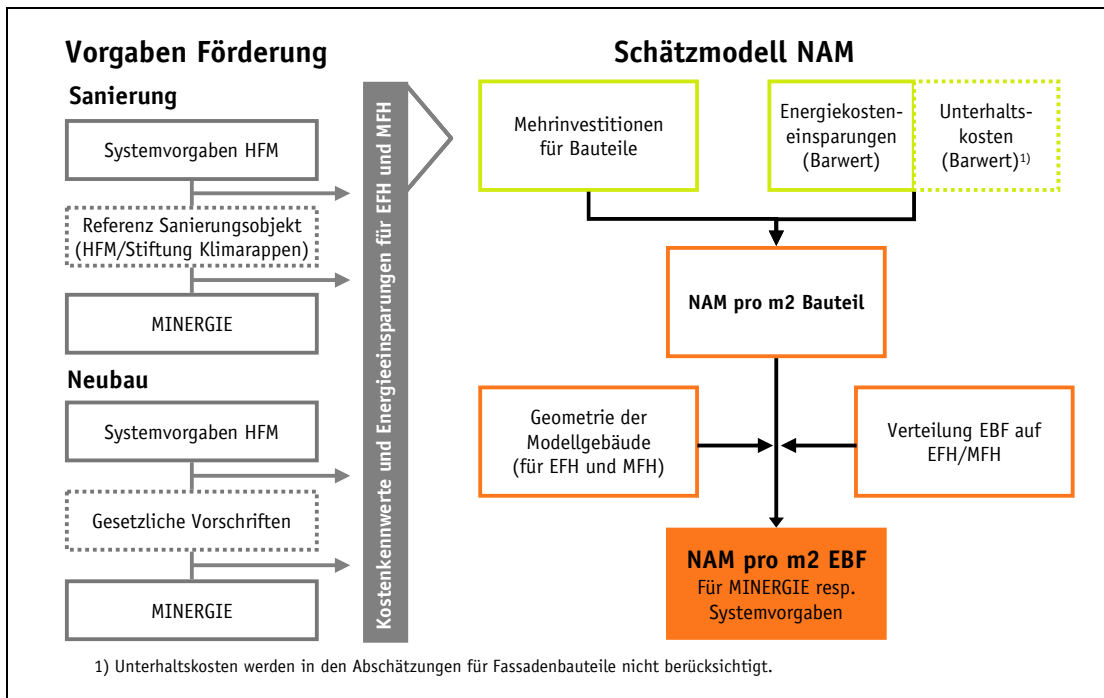 Vorgaben Förderung
Sanierung
Systemvorgaben HFM
Referenz Sanierungsobjekt
(HFM/Stiftung Klimarappen)
MINERGIE
Neubau
Systemvorgaben HFM
Gesetzliche Vorschriften
MINERGIE
Kostenkennwerte und Energieeinsparungen für EFH und MFH
Schätzmodell NAM
Mehrinvestitionen
für Bauteile
Energiekosten-
einsparungen
(Barwert)
Unterhalts-
kosten
(Barwert)1)
NAM pro m2 Bauteil
Geometrie der
Modellgebäude
(für EFH und MFH)
Verteilung EBF auf
EFH/MFH
NAM pro m2 EBF
Für MINERGIE resp.
Systemvorgaben
1) Unterhaltskosten werden in den Abschätzungen für Fassadenbauteile nicht berücksichtigt.